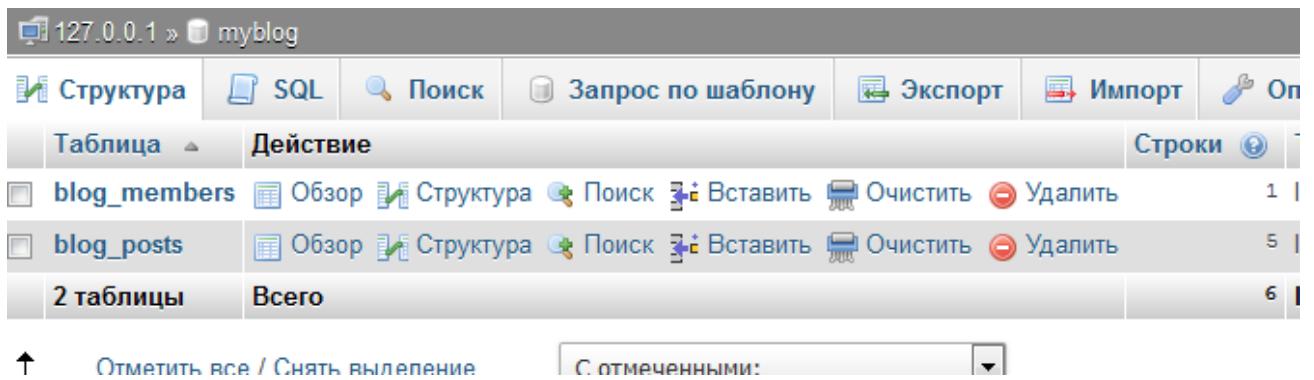 127.0.0.1 » myblog
Структура SQL Поиск Запрос по шаблону Экспорт Импорт
Таблица Действие Строки
blog_members Обзор Структура Поиск Вставить Очистить Удалить 1
blog_posts Обзор Структура Поиск Вставить Очистить Удалить 5
2 таблицы Всего 6
Отметить все / Снять выделение С отмеченными: